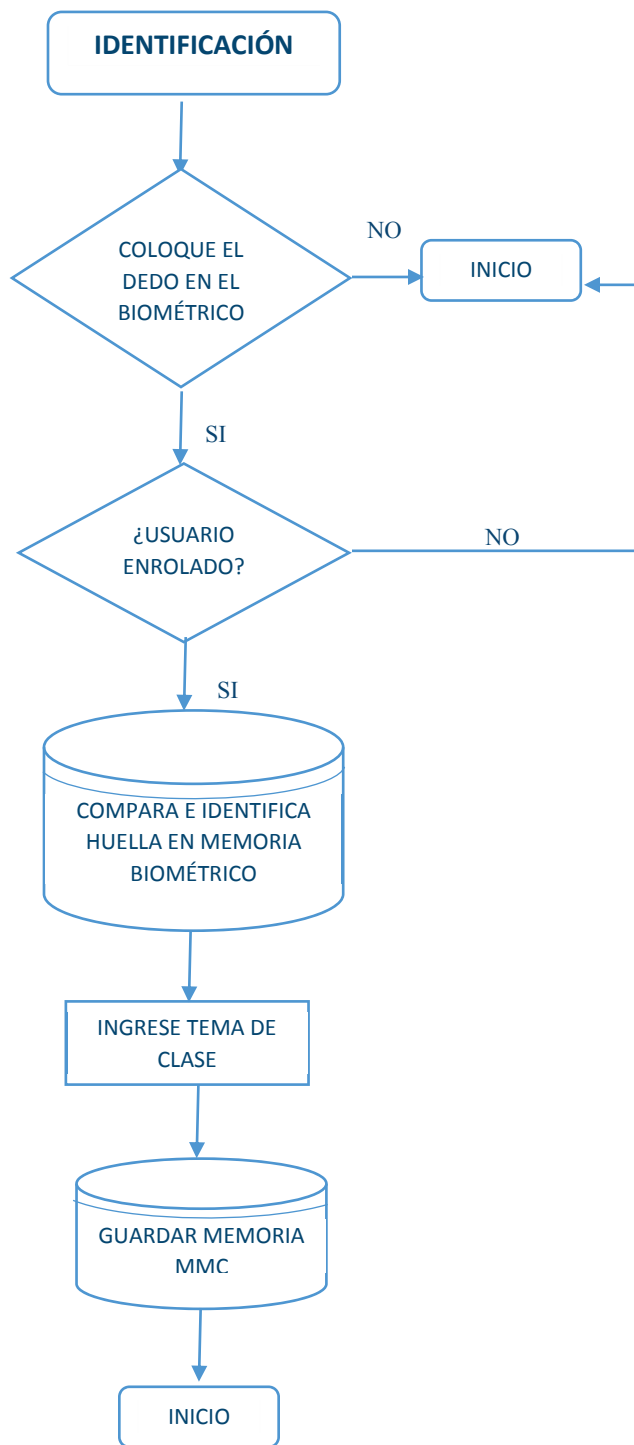 IDENTIFICACIÓN
COLOQUE EL
DEDO EN EL
BIOMÉTRICO
NO
INICIO
SI
¿USUARIO
ENROLADO?
NO
SI
COMPARA E IDENTIFICA
HUELLA EN MEMORIA
BIOMÉTRICO
INGRESE TEMA DE
CLASE
GUARDAR MEMORIA
MMC
INICIO